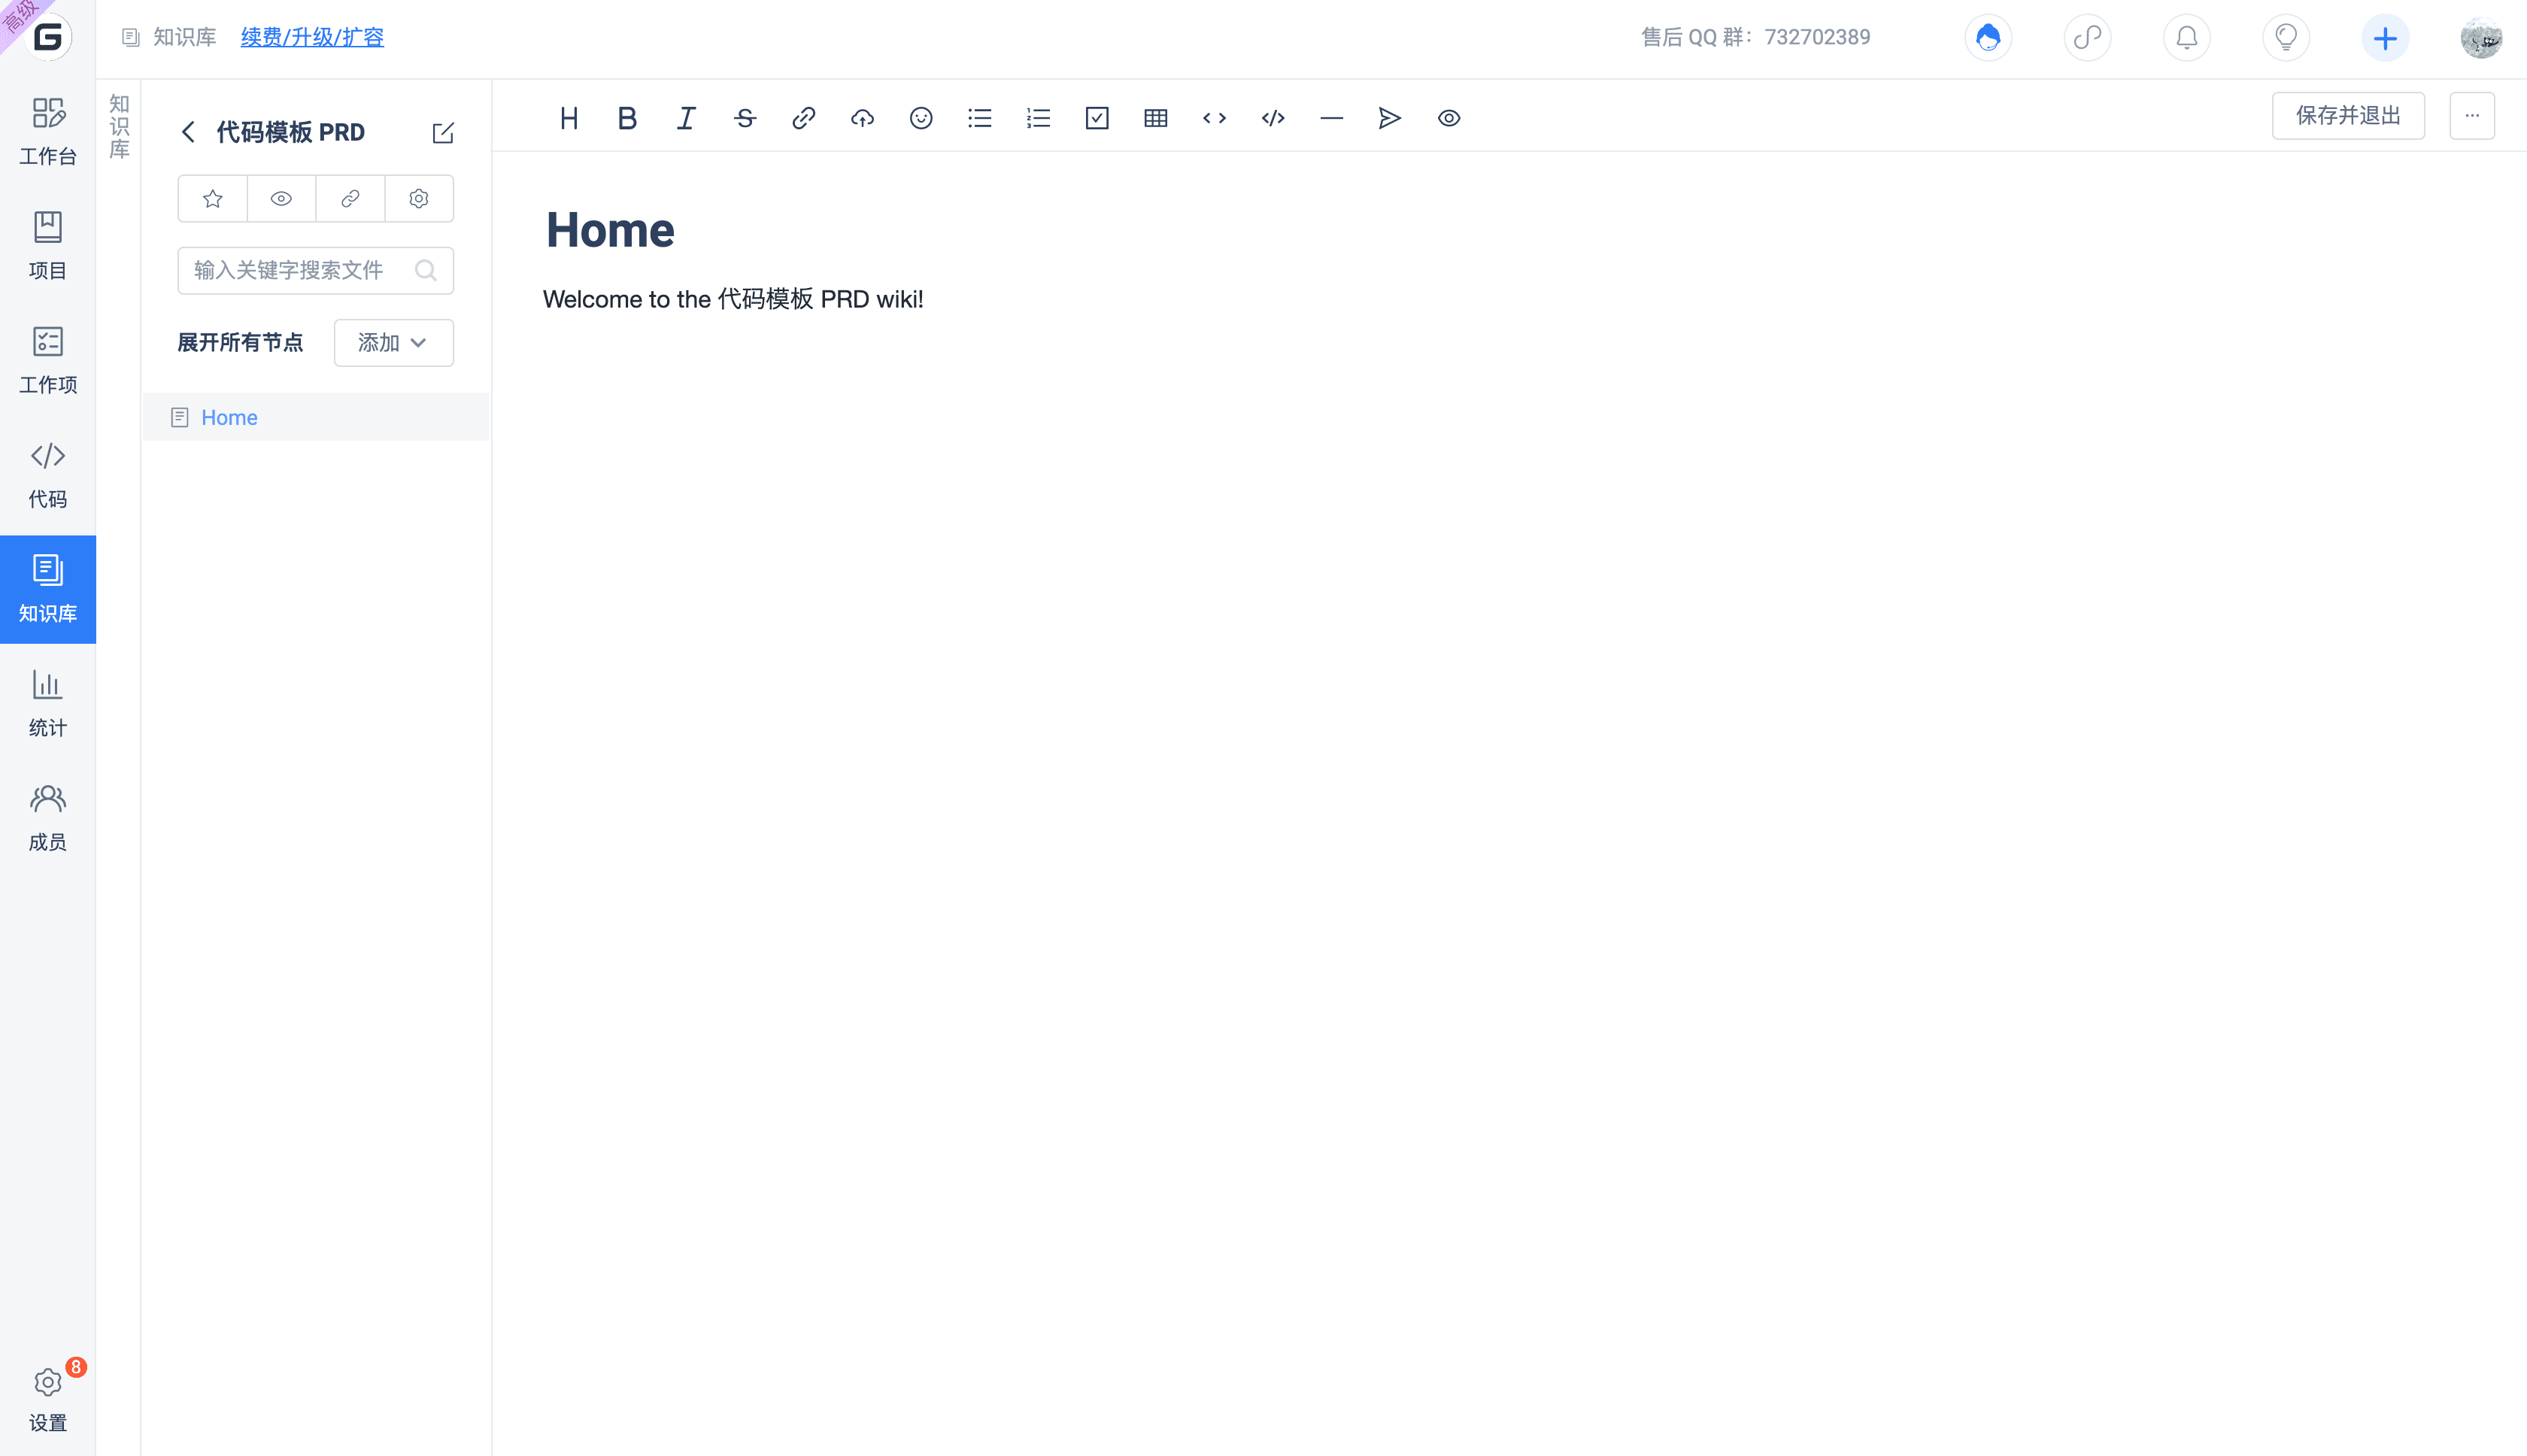 高级
知识库 续费/升级/扩容 售后 QQ 群：732702389
工作台
项目
工作项
代码
知识库
统计
成员
8
设置
知识库
代码模板 PRD
输入关键字搜索文件
展开所有节点 添加
Home
保存并退出 ...
Home
Welcome to the 代码模板 PRD wiki!